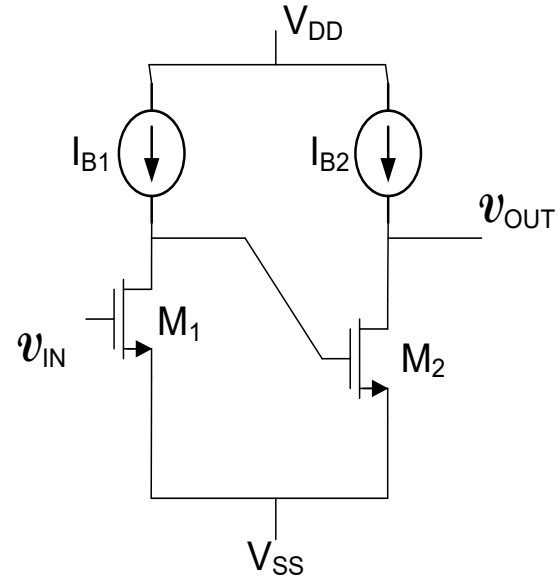 V_DD
I_B1
I_B2
v_OUT
v_IN
M_1
M_2
V_SS